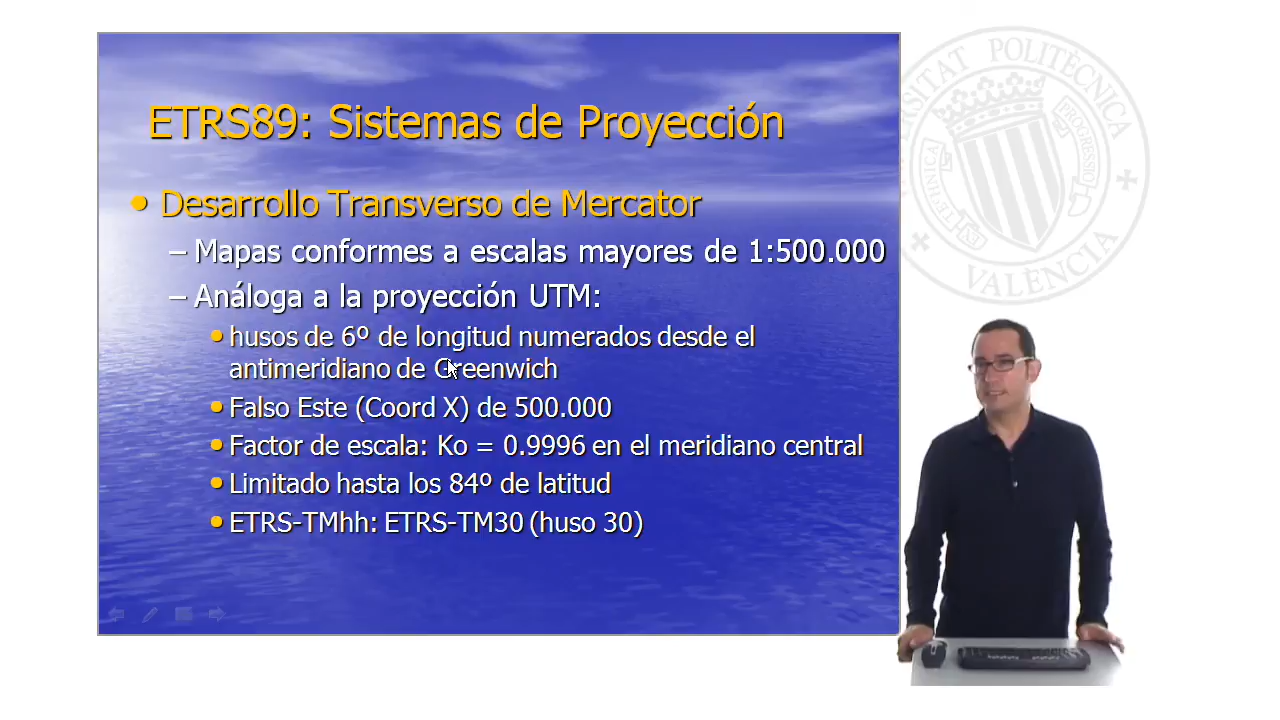 ETRS89: Sistemas de Proyección
• Desarrollo Transverso de Mercator
– Mapas conformes a escalas mayores de 1:500.000
– Análoga a la proyección UTM:
• husos de 6º de longitud numerados desde el
antimeridiano de Greenwich
• Falso Este (Coord X) de 500.000
• Factor de escala: Ko = 0.9996 en el meridiano central
• Limitado hasta los 84º de latitud
• ETRS-TMhh: ETRS-TM30 (huso 30)
POLITÈCNICA
VALÈNCIA